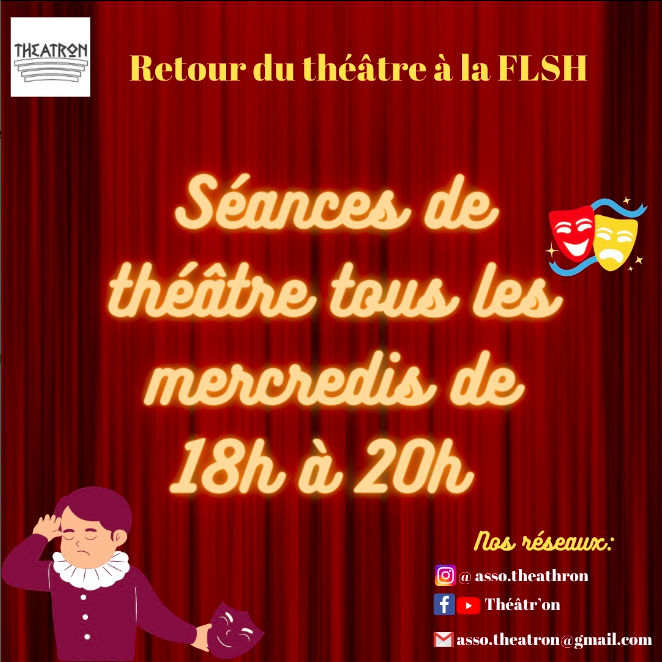 THEATRON
Retour du théâtre à la FLSH
Séances de
théâtre tous les
mercredis de
18h à 20h
Nos réseaux:
@ asso.theathron
Théâtr'on
asso.theatron@gmail.com